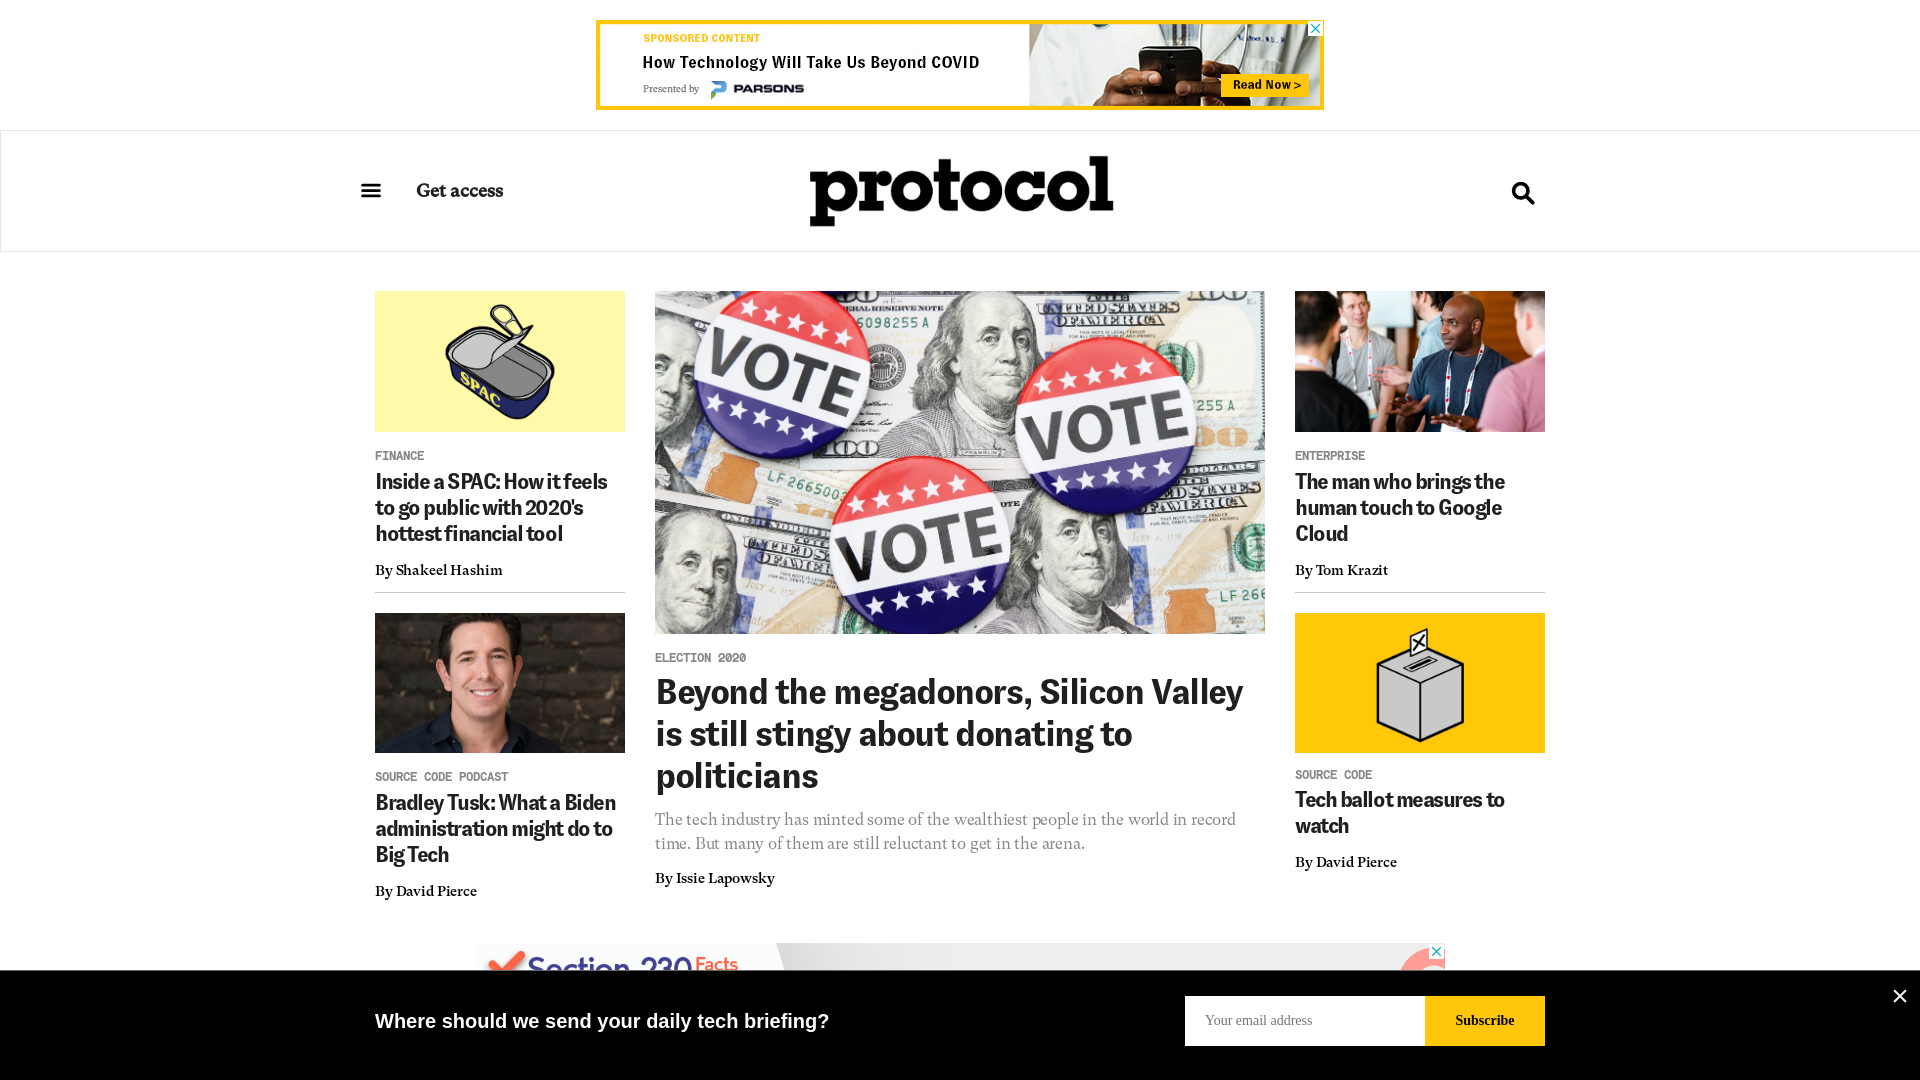 SPONSORED CONTENT
How Technology Will Take Us Beyond COVID
Presented by PARSONS
Read Now >
Get access
protocol
SPAC
FINANCE
Inside a SPAC: How it feels
to go public with 2020's
hottest financial tool
By Shakeel Hashim
SOURCE CODE PODCAST
Bradley Tusk: What a Biden
administration might do to
Big Tech
By David Pierce
VOTE
VOTE
VOTE
ELECTION 2020
Beyond the megadonors, Silicon Valley
is still stingy about donating to
politicians
The tech industry has minted some of the wealthiest people in the world in record
time. But many of them are still reluctant to get in the arena.
By Issie Lapowsky
ENTERPRISE
The man who brings the
human touch to Google
Cloud
By Tom Krazit
SOURCE CODE
Tech ballot measures to
watch
By David Pierce
Section 230 Facts
Where should we send your daily tech briefing?
Your email address
Subscribe